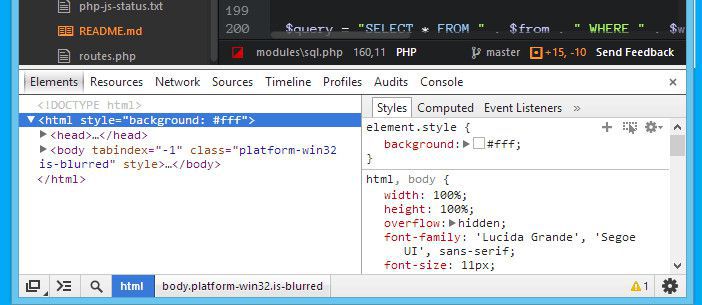 php-js-status.txt
README.md
routes.php
199
200 $query = "SELECT * FROM " . $from . " WHERE " . $w
modules\sql.php 160,11 PHP master +15, -10 Send Feedback
Elements Resources Network Sources Timeline Profiles Audits Console ×
<!DOCTYPE html>
▼<html style="background: #fff">
▶<head>…</head>
▶<body tabindex="-1" class="platform-win32
is-blurred" style>…</body>
</html>
Styles Computed Event Listeners »
element.style {
background:▶ #fff;
}
html, body {
width: 100%;
height: 100%;
overflow:▶hidden;
font-family: 'Lucida Grande', 'Segoe
UI', sans-serif;
font-size: 11px;
html body.platform-win32.is-blurred 1